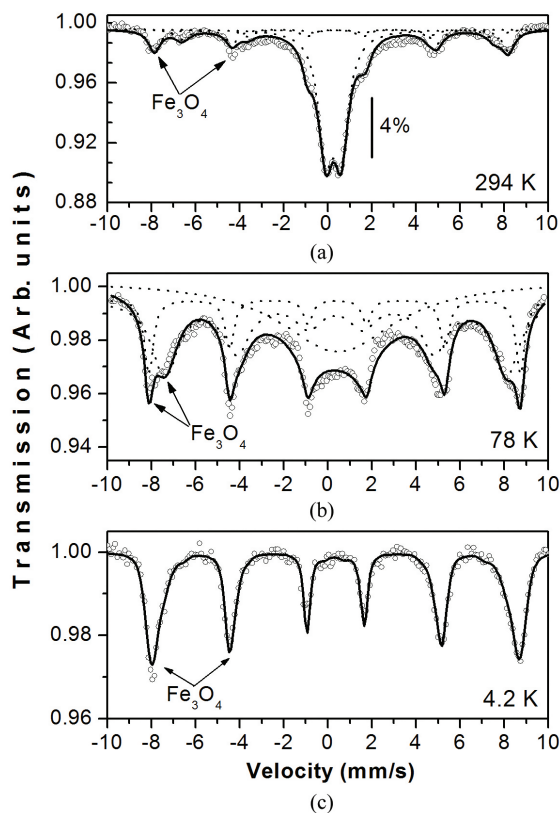 Transmission (Arb. units)
1.00
0.96
0.92
0.88
Fe₃O₄
4%
294 K
-10 -8 -6 -4 -2 0 2 4 6 8 10
(a)
1.00
0.98
0.96
0.94
Fe₃O₄
78 K
-10 -8 -6 -4 -2 0 2 4 6 8 10
(b)
1.00
0.98
0.96
Fe₃O₄
4.2 K
-10 -8 -6 -4 -2 0 2 4 6 8 10
Velocity (mm/s)
(c)